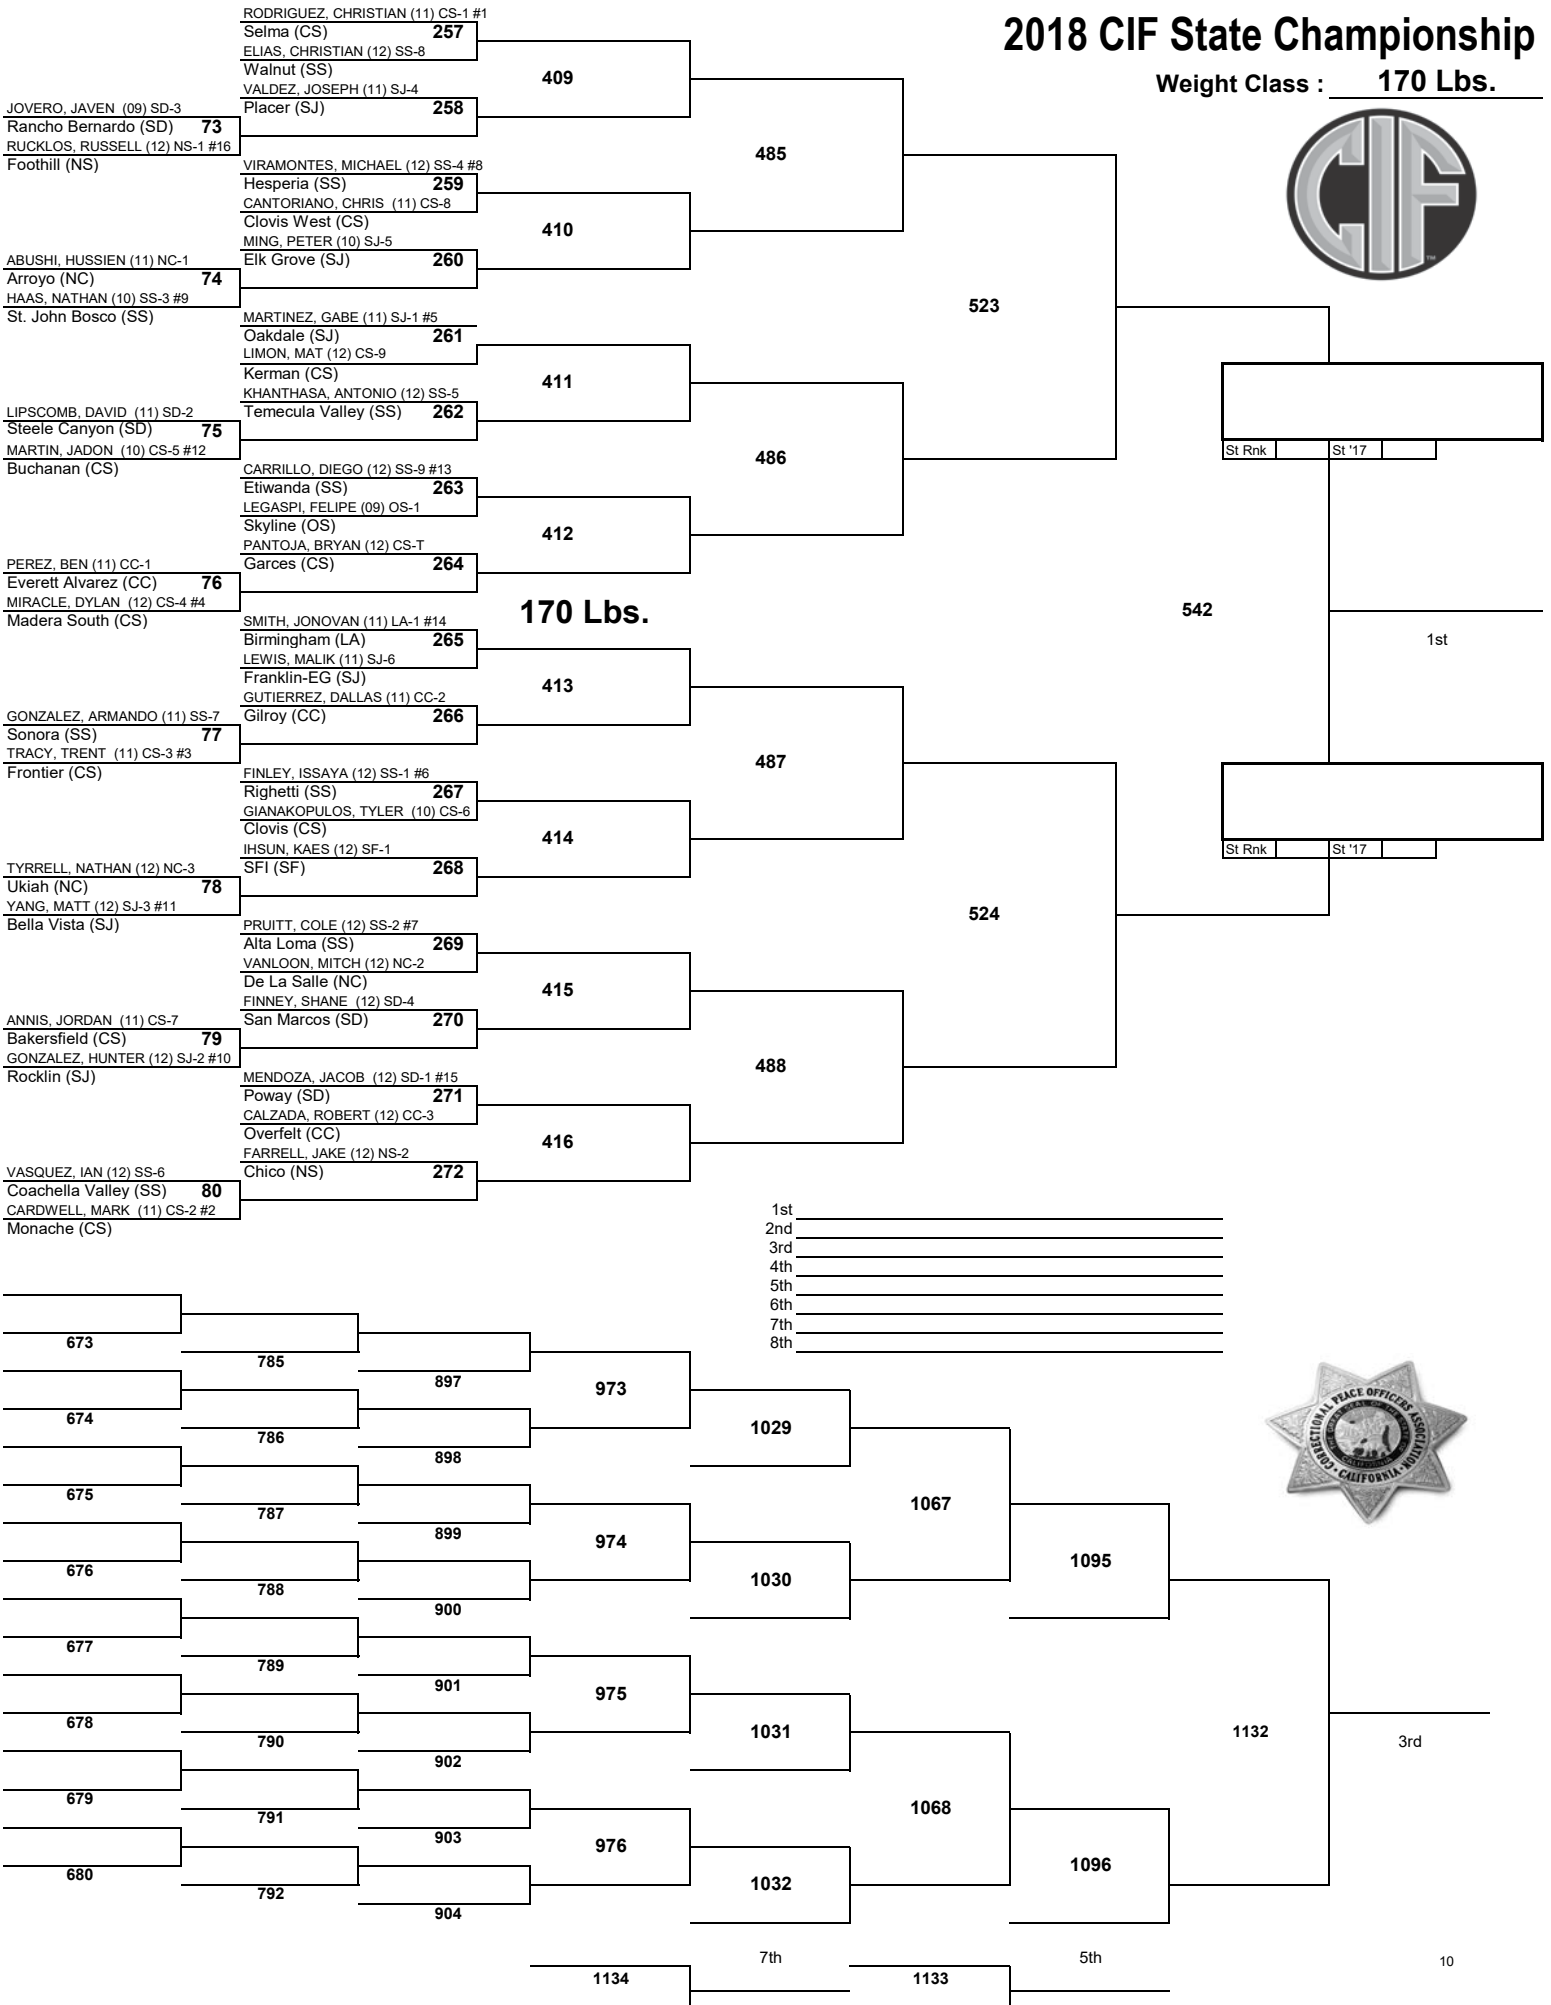 2018 CIF State Championship
Weight Class : 170 Lbs.
CIF
TM
JOVERO, JAVEN (09) SD-3
Rancho Bernardo (SD) 73
RUCKLOS, RUSSELL (12) NS-1 #16
Foothill (NS)
ABUSHI, HUSSIEN (11) NC-1
Arroyo (NC) 74
HAAS, NATHAN (10) SS-3 #9
St. John Bosco (SS)
LIPSCOMB, DAVID (11) SD-2
Steele Canyon (SD) 75
MARTIN, JADON (10) CS-5 #12
Buchanan (CS)
PEREZ, BEN (11) CC-1
Everett Alvarez (CC) 76
MIRACLE, DYLAN (12) CS-4 #4
Madera South (CS)
GONZALEZ, ARMANDO (11) SS-7
Sonora (SS) 77
TRACY, TRENT (11) CS-3 #3
Frontier (CS)
TYRRELL, NATHAN (12) NC-3
Ukiah (NC) 78
YANG, MATT (12) SJ-3 #11
Bella Vista (SJ)
ANNIS, JORDAN (11) CS-7
Bakersfield (CS) 79
GONZALEZ, HUNTER (12) SJ-2 #10
Rocklin (SJ)
VASQUEZ, IAN (12) SS-6
Coachella Valley (SS) 80
CARDWELL, MARK (11) CS-2 #2
Monache (CS)
RODRIGUEZ, CHRISTIAN (11) CS-1 #1
Selma (CS) 257
ELIAS, CHRISTIAN (12) SS-8
Walnut (SS)
VALDEZ, JOSEPH (11) SJ-4
Placer (SJ) 258
VIRAMONTES, MICHAEL (12) SS-4 #8
Hesperia (SS) 259
CANTORIANO, CHRIS (11) CS-8
Clovis West (CS)
MING, PETER (10) SJ-5
Elk Grove (SJ) 260
MARTINEZ, GABE (11) SJ-1 #5
Oakdale (SJ) 261
LIMON, MAT (12) CS-9
Kerman (CS)
KHANTHASA, ANTONIO (12) SS-5
Temecula Valley (SS) 262
CARRILLO, DIEGO (12) SS-9 #13
Etiwanda (SS) 263
LEGASPI, FELIPE (09) OS-1
Skyline (OS)
PANTOJA, BRYAN (12) CS-T
Garces (CS) 264
SMITH, JONOVAN (11) LA-1 #14
Birmingham (LA) 265
LEWIS, MALIK (11) SJ-6
Franklin-EG (SJ)
GUTIERREZ, DALLAS (11) CC-2
Gilroy (CC) 266
FINLEY, ISSAYA (12) SS-1 #6
Righetti (SS) 267
GIANAKOPULOS, TYLER (10) CS-6
Clovis (CS)
IHSUN, KAES (12) SF-1
SFI (SF) 268
PRUITT, COLE (12) SS-2 #7
Alta Loma (SS) 269
VANLOON, MITCH (12) NC-2
De La Salle (NC)
FINNEY, SHANE (12) SD-4
San Marcos (SD) 270
MENDOZA, JACOB (12) SD-1 #15
Poway (SD) 271
CALZADA, ROBERT (12) CC-3
Overfelt (CC)
FARRELL, JAKE (12) NS-2
Chico (NS) 272
409
410
411
412
170 Lbs.
413
414
415
416
485
486
487
488
523
524
542
St Rnk St '17
1st
St Rnk St '17
1st
2nd
3rd
4th
5th
6th
7th
8th
673
674
675
676
677
678
679
680
785
786
787
788
789
790
791
792
897
898
899
900
901
902
903
904
973
974
975
976
1029
1030
1031
1032
1067
1068
1095
1096
1132
3rd
CORRECTIONAL PEACE OFFICERS ASSOCIATION
CALIFORNIA
7th
1134
5th
1133
10